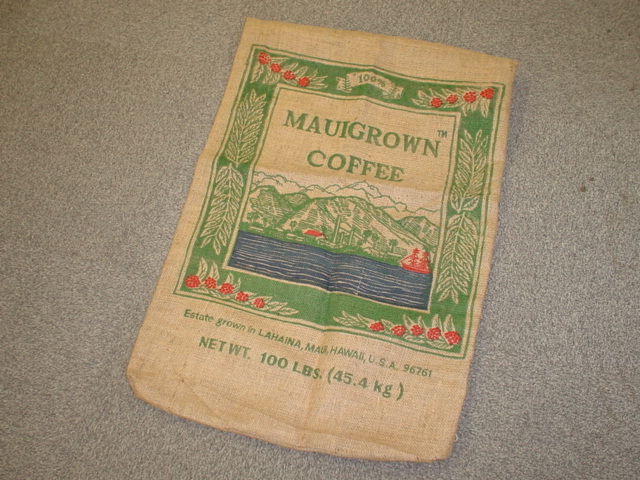 100%
MAUIGROWN™
COFFEE
Estate grown in LAHAINA, MAUI, HAWAII, U.S.A. 96761
NET WT. 100 LBS. (45.4 kg)